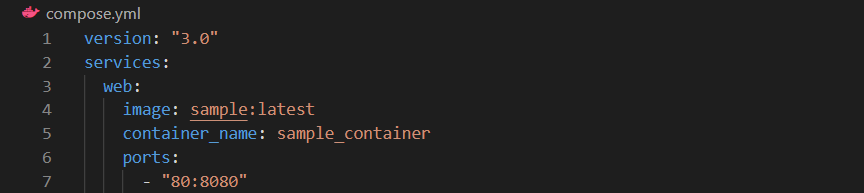 compose.yml
1 version: "3.0"
2 services:
3 web:
4 image: sample:latest
5 container_name: sample_container
6 ports:
7 - "80:8080"